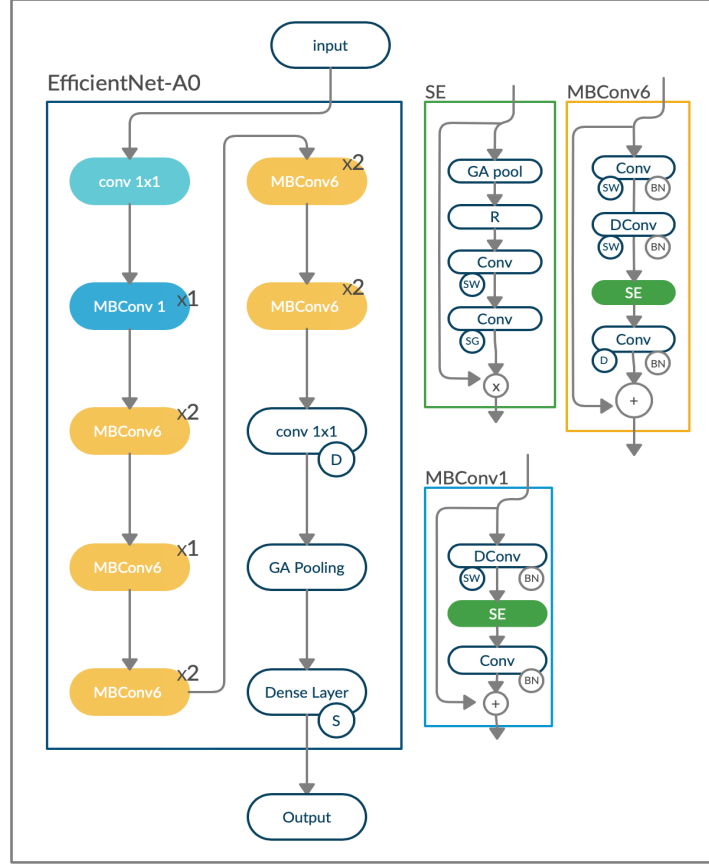 input
EfficientNet-A0
conv 1x1
MBConv 1
x1
MBConv6
x2
MBConv6
x1
MBConv6
x2
MBConv6
x2
MBConv6
x2
conv 1x1
D
GA Pooling
Dense Layer
S
Output
SE
GA pool
R
Conv
SW
Conv
SG
x
MBConv6
Conv
SW
BN
DConv
SW
BN
SE
Conv
D
BN
+
MBConv1
DConv
SW
BN
SE
Conv
BN
+